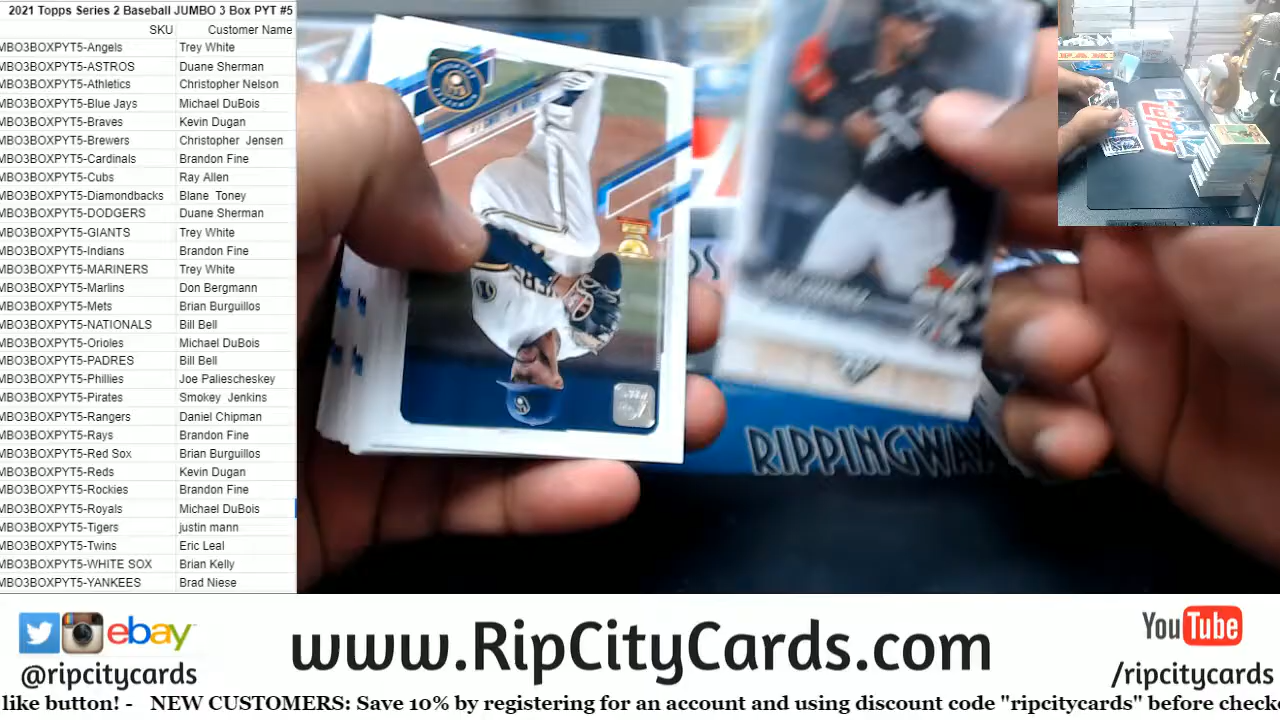 2021 Topps Series 2 Baseball JUMBO 3 Box PYT #5
SKU Customer Name
MBO3BOXPYT5-Angels Trey White
MBO3BOXPYT5-ASTROS Duane Sherman
MBO3BOXPYT5-Athletics Christopher Nelson
MBO3BOXPYT5-Blue Jays Michael DuBois
MBO3BOXPYT5-Braves Kevin Dugan
MBO3BOXPYT5-Brewers Christopher Jensen
MBO3BOXPYT5-Cardinals Brandon Fine
MBO3BOXPYT5-Cubs Ray Allen
MBO3BOXPYT5-Diamondbacks Blane Toney
MBO3BOXPYT5-DODGERS Duane Sherman
MBO3BOXPYT5-GIANTS Trey White
MBO3BOXPYT5-Indians Brandon Fine
MBO3BOXPYT5-MARINERS Trey White
MBO3BOXPYT5-Marlins Don Bergmann
MBO3BOXPYT5-Mets Brian Burguillos
MBO3BOXPYT5-NATIONALS Bill Bell
MBO3BOXPYT5-Orioles Michael DuBois
MBO3BOXPYT5-PADRES Bill Bell
MBO3BOXPYT5-Phillies Joe Paliescheskey
MBO3BOXPYT5-Pirates Smokey Jenkins
MBO3BOXPYT5-Rangers Daniel Chipman
MBO3BOXPYT5-Rays Brandon Fine
MBO3BOXPYT5-Red Sox Brian Burguillos
MBO3BOXPYT5-Reds Kevin Dugan
MBO3BOXPYT5-Rockies Brandon Fine
MBO3BOXPYT5-Royals Michael DuBois
MBO3BOXPYT5-Tigers justin mann
MBO3BOXPYT5-Twins Eric Leal
MBO3BOXPYT5-WHITE SOX Brian Kelly
MBO3BOXPYT5-YANKEES Brad Niese
RIPPINGWAX
topps
ebay
@ripcitycards
www.RipCityCards.com
YouTube
/ripcitycards
like button! - NEW CUSTOMERS: Save 10% by registering for an account and using discount code "ripcitycards" before checko